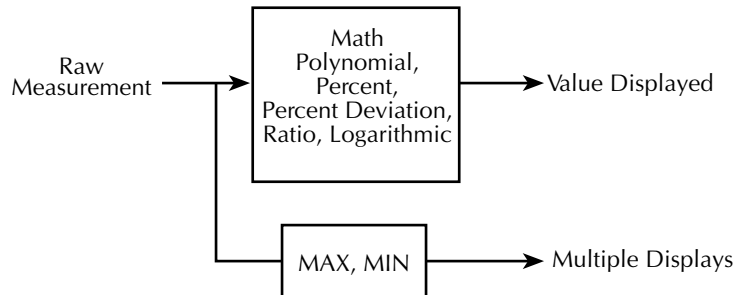 Raw
Measurement
Math
Polynomial,
Percent,
Percent Deviation,
Ratio, Logarithmic
Value Displayed
MAX, MIN
Multiple Displays